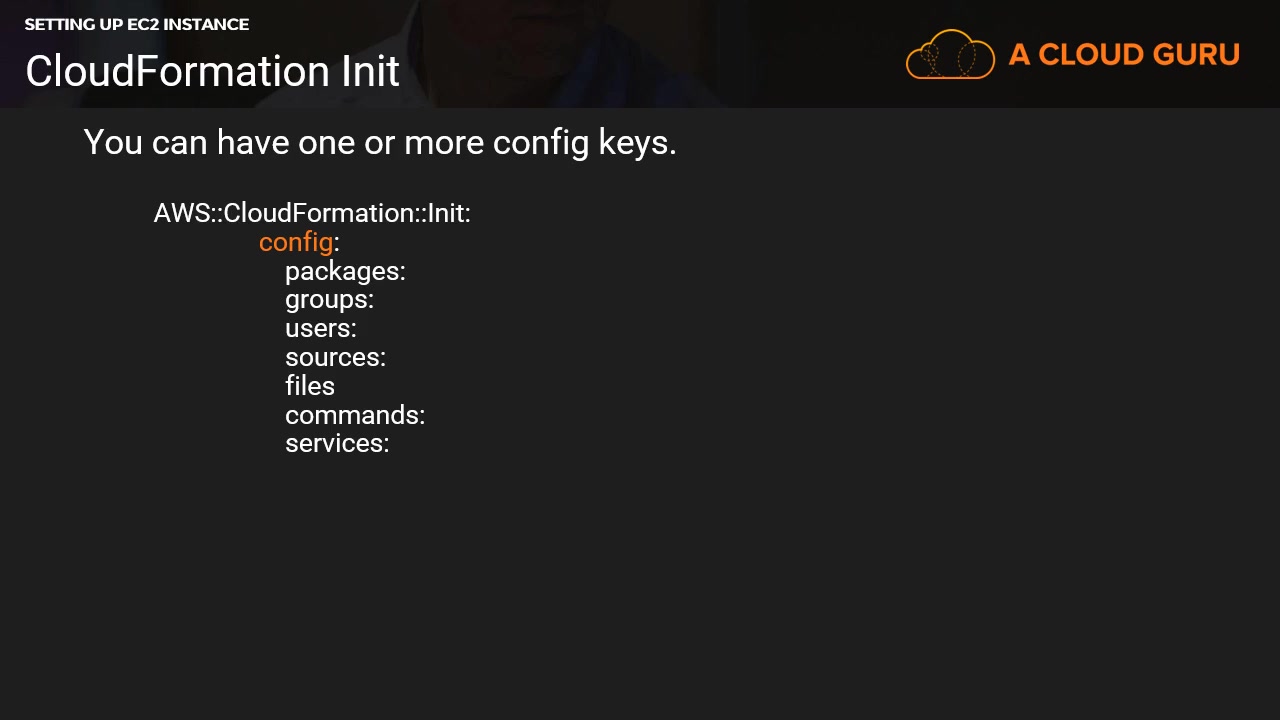 SETTING UP EC2 INSTANCE
CloudFormation Init
A CLOUD GURU
You can have one or more config keys.
AWS::CloudFormation::Init:
config:
packages:
groups:
users:
sources:
files
commands:
services: